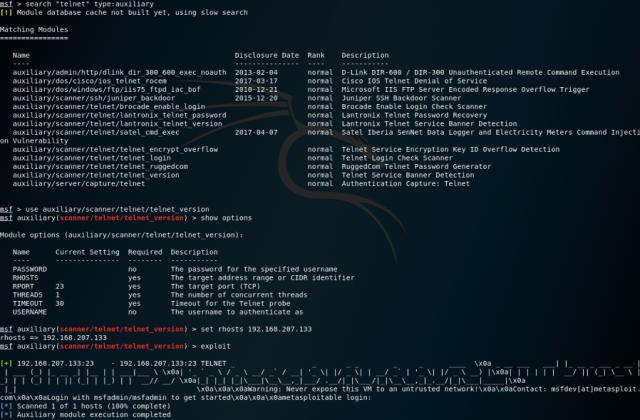 msf > search "telnet" type:auxiliary
[!] Module database cache not built yet, using slow search
Matching Modules
================
Name Disclosure Date Rank Description
---- --------------- ---- -----------
auxiliary/admin/http/dlink_dir_300_600_exec_noauth 2013-02-04 normal D-Link DIR-600 / DIR-300 Unauthenticated Remote Command Execution
auxiliary/dos/cisco/ios_telnet_rocem 2017-03-17 normal Cisco IOS Telnet Denial of Service
auxiliary/dos/windows/ftp/iis75_ftpd_iac_bof 2010-12-21 normal Microsoft IIS FTP Server Encoded Response Overflow Trigger
auxiliary/scanner/ssh/juniper_backdoor 2015-12-20 normal Juniper SSH Backdoor Scanner
auxiliary/scanner/telnet/brocade_enable_login normal Brocade Enable Login Check Scanner
auxiliary/scanner/telnet/lantronix_telnet_password normal Lantronix Telnet Password Recovery
auxiliary/scanner/telnet/lantronix_telnet_version normal Lantronix Telnet Service Banner Detection
auxiliary/scanner/telnet/satel_cmd_exec 2017-04-07 normal Satel Iberia SenNet Data Logger and Electricity Meters Command Injecti
on Vulnerability
auxiliary/scanner/telnet/telnet_encrypt_overflow normal Telnet Service Encryption Key ID Overflow Detection
auxiliary/scanner/telnet/telnet_login normal Telnet Login Check Scanner
auxiliary/scanner/telnet/telnet_ruggedcom normal RuggedCom Telnet Password Generator
auxiliary/scanner/telnet/telnet_version normal Telnet Service Banner Detection
auxiliary/server/capture/telnet normal Authentication Capture: Telnet
msf > use auxiliary/scanner/telnet/telnet_version
msf auxiliary(scanner/telnet/telnet_version) > show options
Module options (auxiliary/scanner/telnet/telnet_version):
Name Current Setting Required Description
---- --------------- -------- -----------
PASSWORD no The password for the specified username
RHOSTS yes The target address range or CIDR identifier
RPORT 23 yes The target port (TCP)
THREADS 1 yes The number of concurrent threads
TIMEOUT 30 yes Timeout for the Telnet probe
USERNAME no The username to authenticate as
msf auxiliary(scanner/telnet/telnet_version) > set rhosts 192.168.207.133
rhosts => 192.168.207.133
msf auxiliary(scanner/telnet/telnet_version) > exploit
[+] 192.168.207.133:23 - 192.168.207.133:23 TELNET
\x0a\x0a\x0aWarning: Never expose this VM to an untrusted network!\x0a\x0aContact: msfdev[at]metasploit.
com\x0a\x0aLogin with msfadmin/msfadmin to get started\x0a\x0a\x0ametasploitable login:
[*] Scanned 1 of 1 hosts (100% complete)
[*] Auxiliary module execution completed